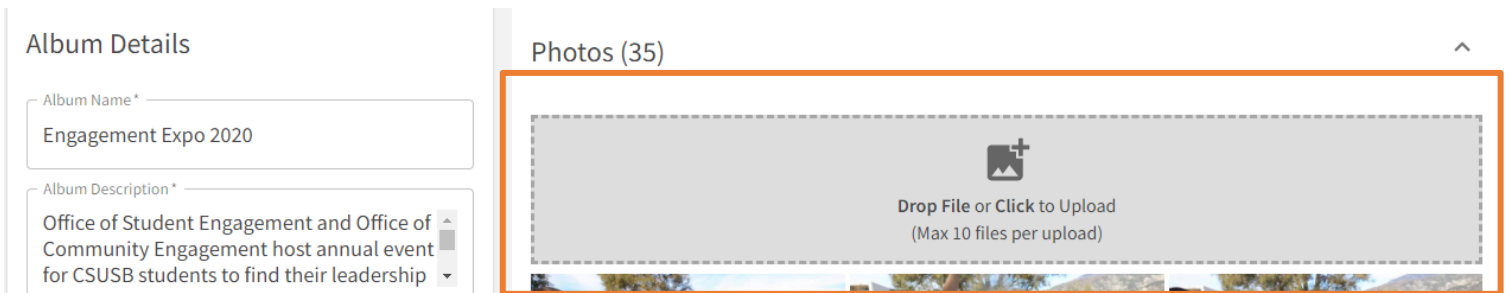 Album Details
Album Name*
Engagement Expo 2020
Album Description*
Office of Student Engagement and Office of
Community Engagement host annual event
for CSUSB students to find their leadership
Photos (35)
Drop File or Click to Upload
(Max 10 files per upload)